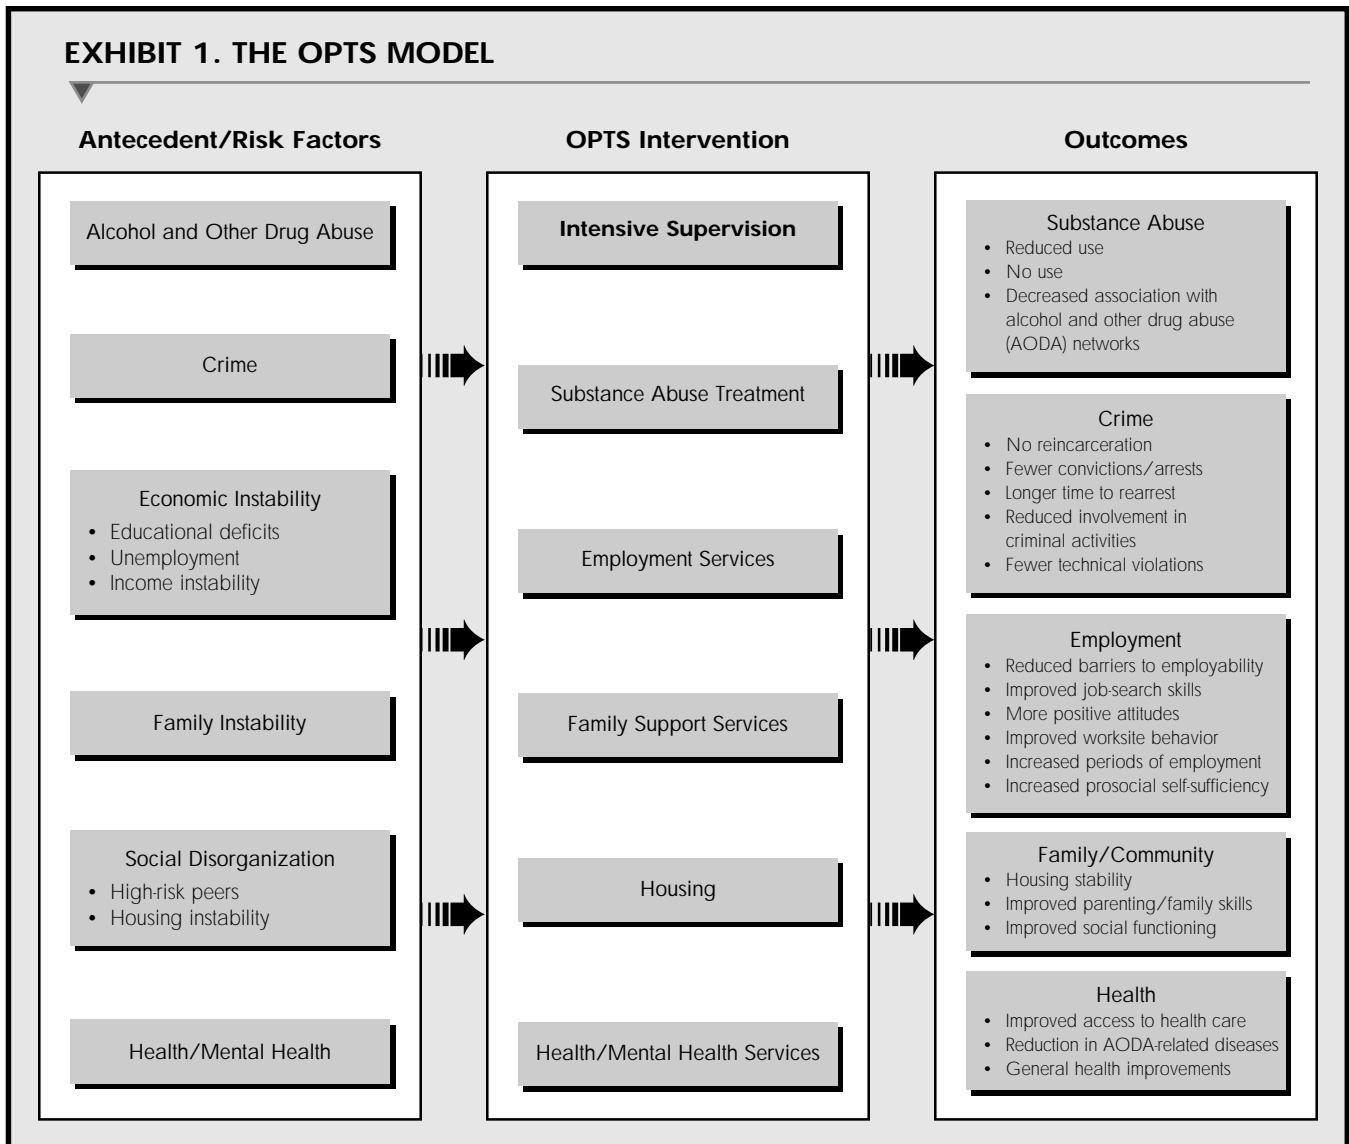 EXHIBIT 1. THE OPTS MODEL
Antecedent/Risk Factors
Alcohol and Other Drug Abuse
Crime
Economic Instability
• Educational deficits
• Unemployment
• Income instability
Family Instability
Social Disorganization
• High-risk peers
• Housing instability
Health/Mental Health
OPTS Intervention
Intensive Supervision
Substance Abuse Treatment
Employment Services
Family Support Services
Housing
Health/Mental Health Services
Outcomes
Substance Abuse
• Reduced use
• No use
• Decreased association with
alcohol and other drug abuse
(AODA) networks
Crime
• No reincarceration
• Fewer convictions/arrests
• Longer time to rearrest
• Reduced involvement in
criminal activities
• Fewer technical violations
Employment
• Reduced barriers to employability
• Improved job-search skills
• More positive attitudes
• Improved worksite behavior
• Increased periods of employment
• Increased prosocial self-sufficiency
Family/Community
• Housing stability
• Improved parenting/family skills
• Improved social functioning
Health
• Improved access to health care
• Reduction in AODA-related diseases
• General health improvements